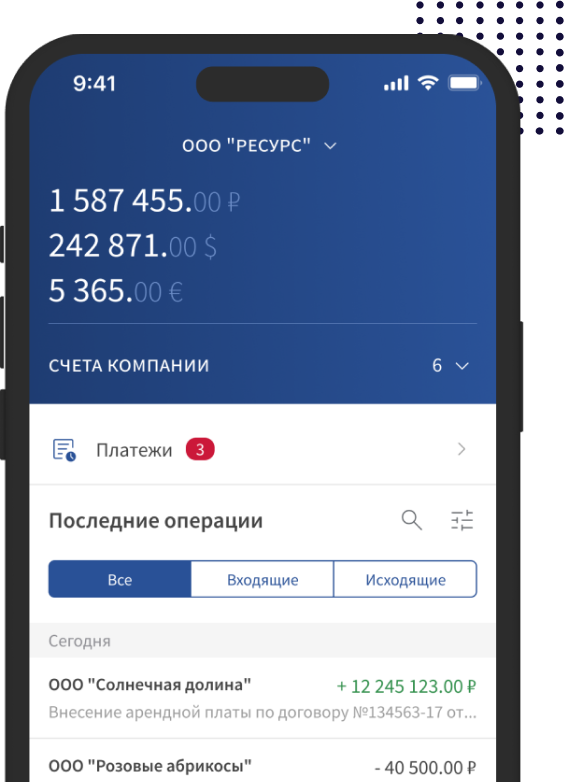 9:41
ООО "РЕСУРС"
1 587 455.00 ₽
242 871.00 $
5 365.00 €
СЧЕТА КОМПАНИИ 6
Платежи 3
Последние операции
Все Входящие Исходящие
Сегодня
ООО "Солнечная долина" + 12 245 123.00 ₽
Внесение арендной платы по договору №134563-17 от...
ООО "Розовые абрикосы" - 40 500.00 ₽